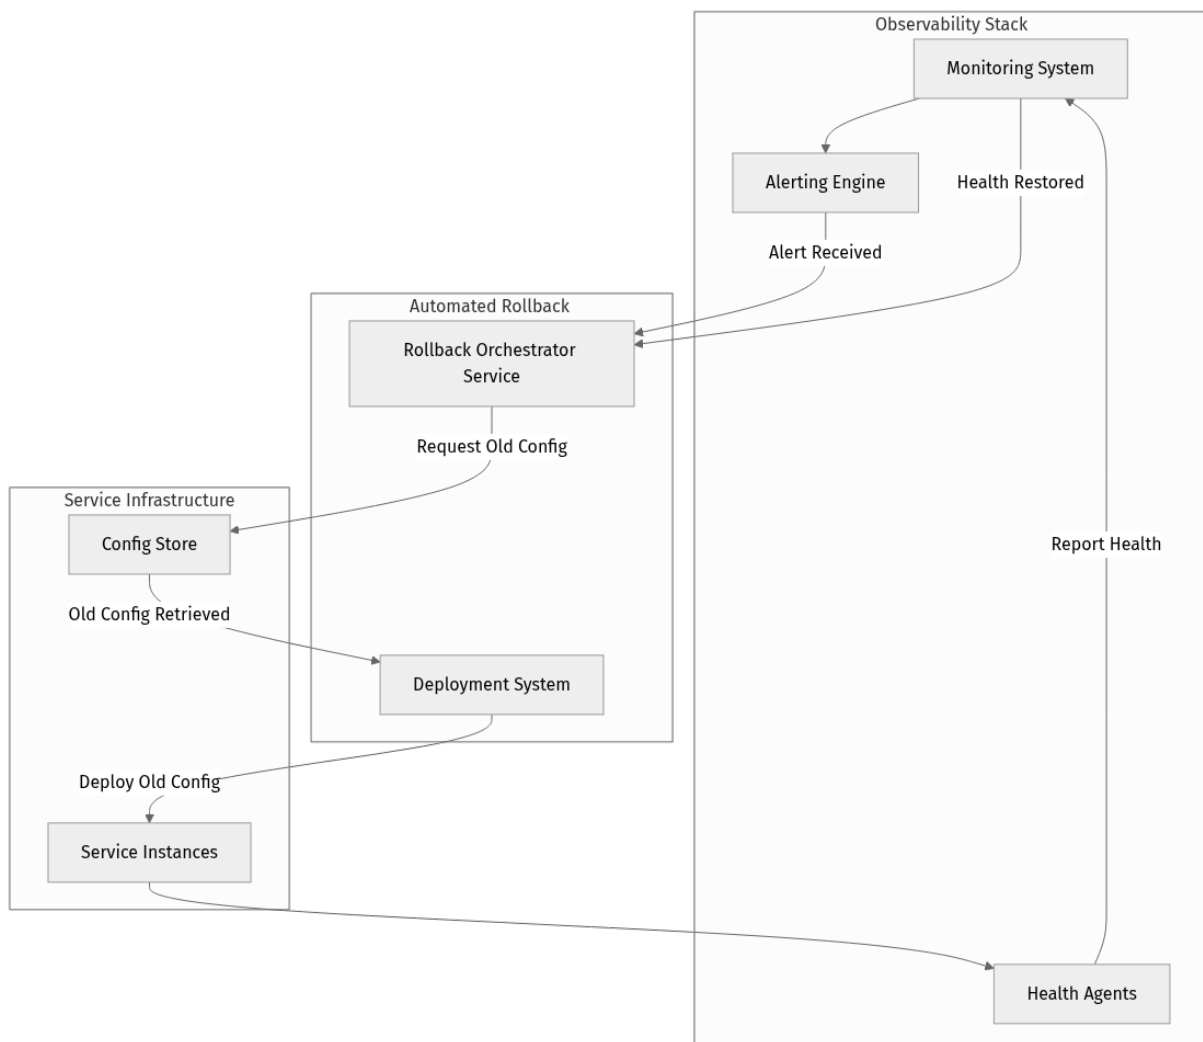 Observability Stack
Monitoring System
Alerting Engine
Health Restored
Alert Received
Automated Rollback
Rollback Orchestrator
Service
Request Old Config
Service Infrastructure
Config Store
Report Health
Old Config Retrieved
Deployment System
Deploy Old Config
Service Instances
Health Agents